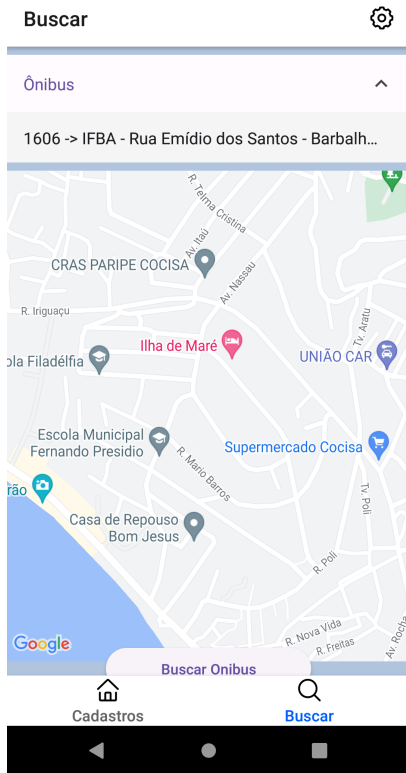 Buscar
Ônibus
1606 -> IFBA - Rua Emídio dos Santos - Barbalh...
R. Telma Cristina
Av. Itaú
CRAS PARIPE COCISA
Av. Nassau
R. Iriguaçu
Av. Aratu
Ilha de Maré
UNIÃO CAR
ola Filadélfia
Escola Municipal
Fernando Presidio
Supermercado Cocisa
R. Mario Barros
rão
Tv. Poli
Casa de Repouso
Bom Jesus
R. Poli
R. Nova Vida
Av. Rocha
R. Freitas
Google
Buscar Onibus
Cadastros
Buscar